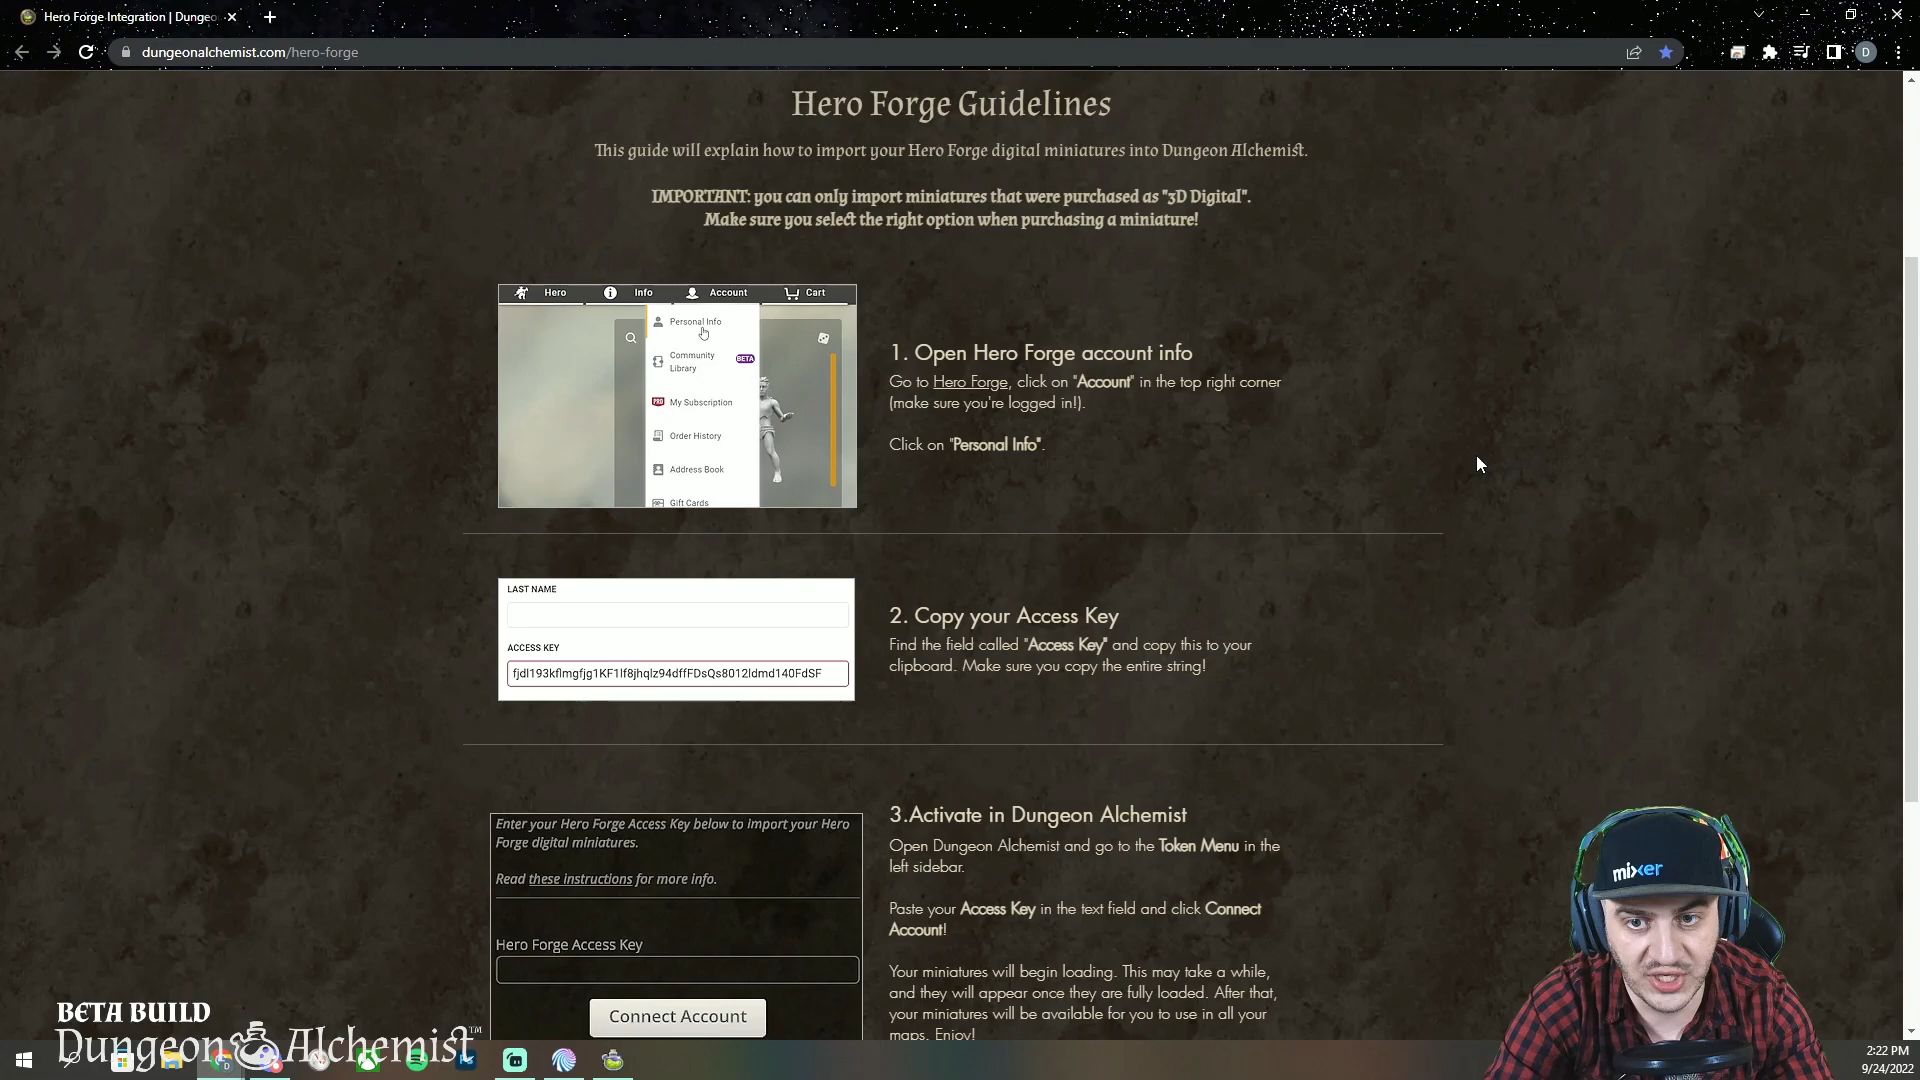 Hero Forge Integration | Dungeo
dungeonalchemist.com/hero-forge
D
Hero Forge Guidelines
This guide will explain how to import your Hero Forge digital miniatures into Dungeon Alchemist.
IMPORTANT: you can only import miniatures that were purchased as "3D Digital".
Make sure you select the right option when purchasing a miniature!
Hero Info Account Cart
Personal Info
Community
Library
BETA
PRO My Subscription
Order History
Address Book
Gift Cards
1. Open Hero Forge account info
Go to Hero Forge, click on "Account" in the top right corner
(make sure you're logged in!).
Click on "Personal Info".
LAST NAME
ACCESS KEY
fjdl193kflmgfjg1KF1lf8jhqlz94dffFDsQs8012ldmd140FdSF
2. Copy your Access Key
Find the field called "Access Key" and copy this to your
clipboard. Make sure you copy the entire string!
Enter your Hero Forge Access Key below to import your Hero
Forge digital miniatures.
Read these instructions for more info.
Hero Forge Access Key
Connect Account
3.Activate in Dungeon Alchemist
Open Dungeon Alchemist and go to the Token Menu in the
left sidebar.
Paste your Access Key in the text field and click Connect
Account!
Your miniatures will begin loading. This may take a while,
and they will appear once they are fully loaded. After that,
your miniatures will be available for you to use in all your
maps. Enjoy!
mixer
BETA BUILD
Dungeon Alchemist™
2:22 PM
9/24/2022